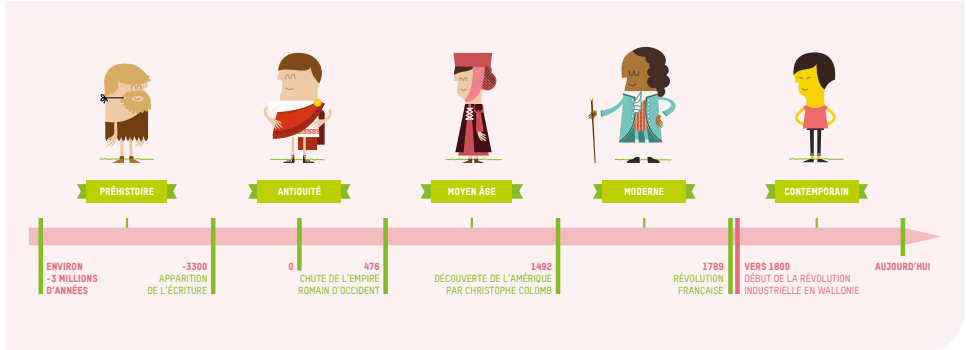 PRÉHISTOIRE
ANTIQUITÉ
MOYEN ÂGE
MODERNE
CONTEMPORAIN
ENVIRON
-3 MILLIONS
D'ANNÉES
-3300
APPARITION
DE L'ÉCRITURE
0
476
CHUTE DE L'EMPIRE
ROMAIN D'OCCIDENT
1492
DÉCOUVERTE DE L'AMÉRIQUE
PAR CHRISTOPHE COLOMB
1789
RÉVOLUTION
FRANÇAISE
VERS 1800
DÉBUT DE LA RÉVOLUTION
INDUSTRIELLE EN WALLONIE
AUJOURD'HUI